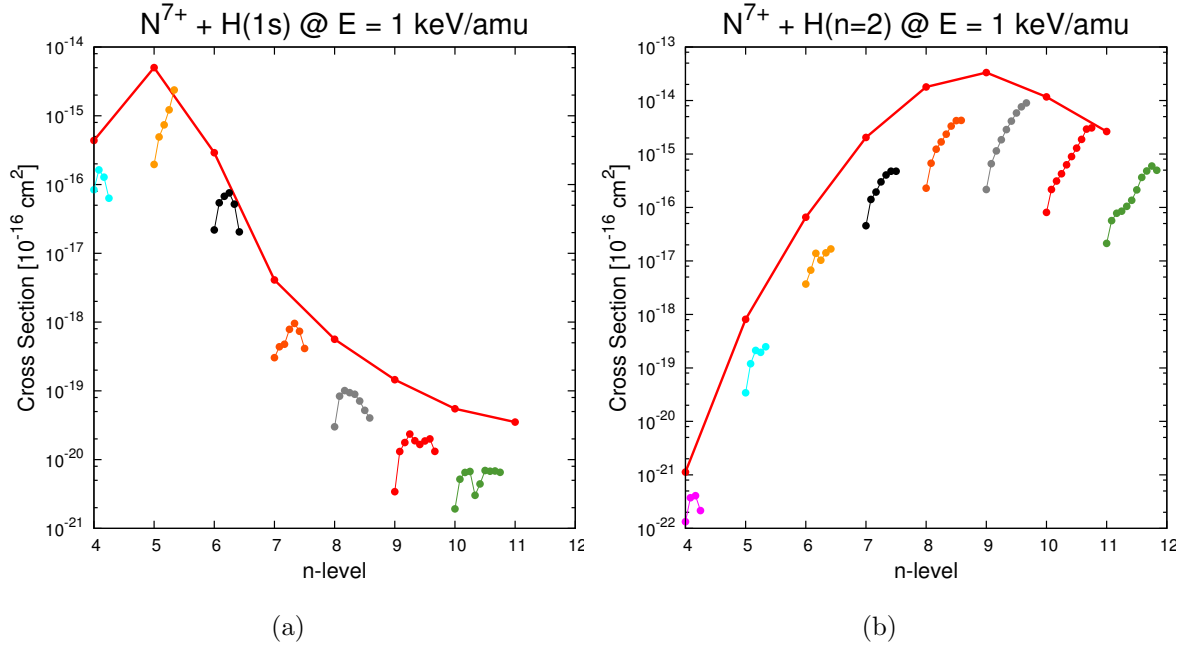 N⁷⁺ + H(1s) @ E = 1 keV/amu
Cross Section [10⁻¹⁶ cm²]
10⁻¹⁴
10⁻¹⁵
10⁻¹⁶
10⁻¹⁷
10⁻¹⁸
10⁻¹⁹
10⁻²⁰
10⁻²¹
4 5 6 7 8 9 10 11 12
n-level
(a)
N⁷⁺ + H(n=2) @ E = 1 keV/amu
Cross Section [10⁻¹⁶ cm²]
10⁻¹³
10⁻¹⁴
10⁻¹⁵
10⁻¹⁶
10⁻¹⁷
10⁻¹⁸
10⁻¹⁹
10⁻²⁰
10⁻²¹
10⁻²²
4 5 6 7 8 9 10 11 12
n-level
(b)